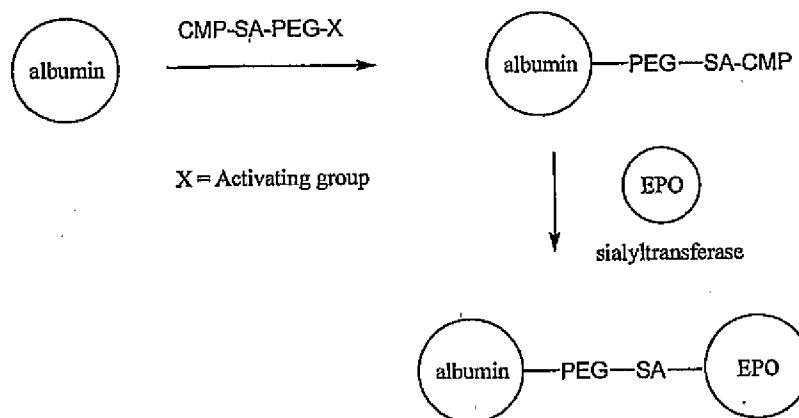 CMP-SA-PEG-X
albumin
albumin—PEG—SA-CMP
X = Activating group
EPO
sialyltransferase
albumin—PEG—SA—EPO